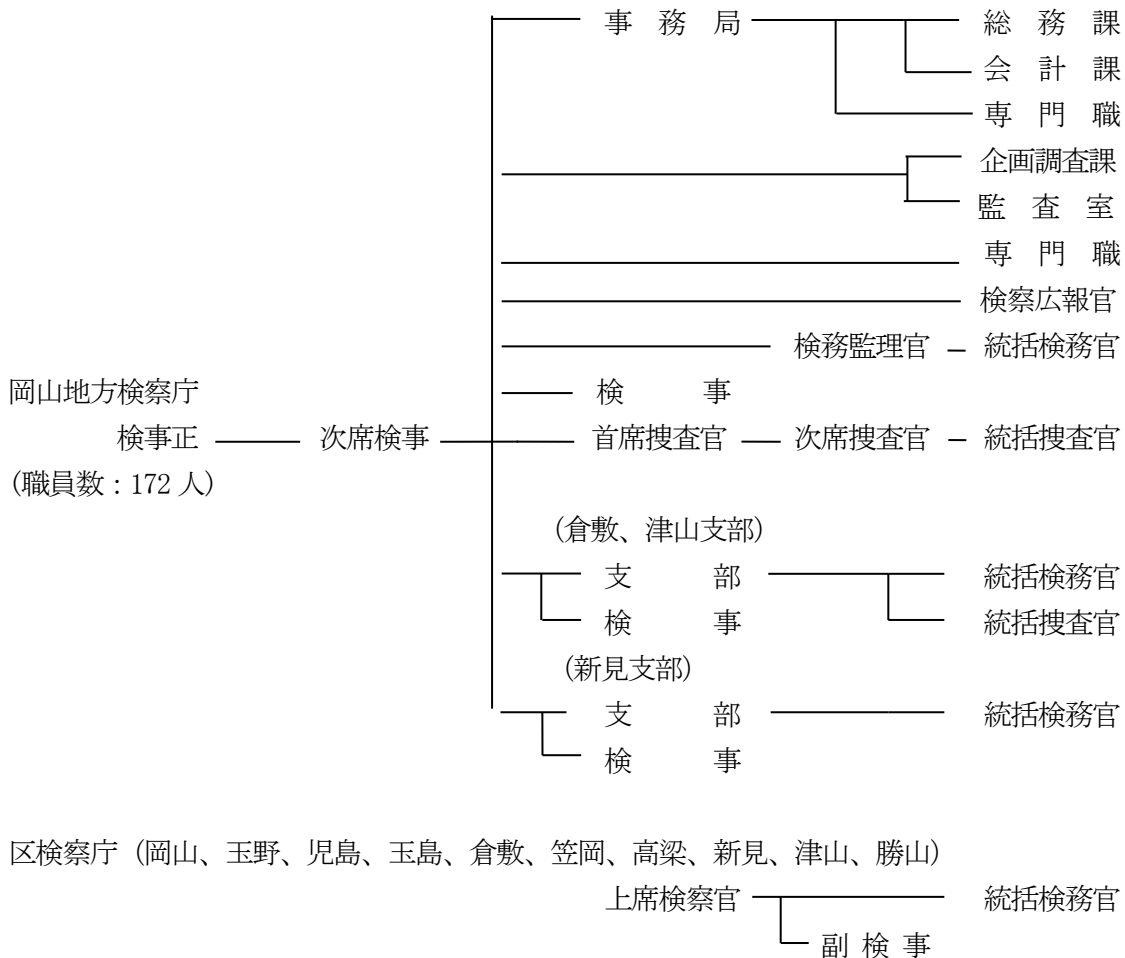 事務局 総務課
会計課
専門職
企画調査課
監査室
専門職
検察広報官
検務監理官 統括検務官
岡山地方検察庁 検事
検事正 次席検事 首席捜査官 次席捜査官 統括捜査官
(職員数：172人)
(倉敷、津山支部)
支部 統括検務官
検事 統括捜査官
(新見支部)
支部 統括検務官
検事
区検察庁（岡山、玉野、児島、玉島、倉敷、笠岡、高梁、新見、津山、勝山）
上席検察官 統括検務官
副検事